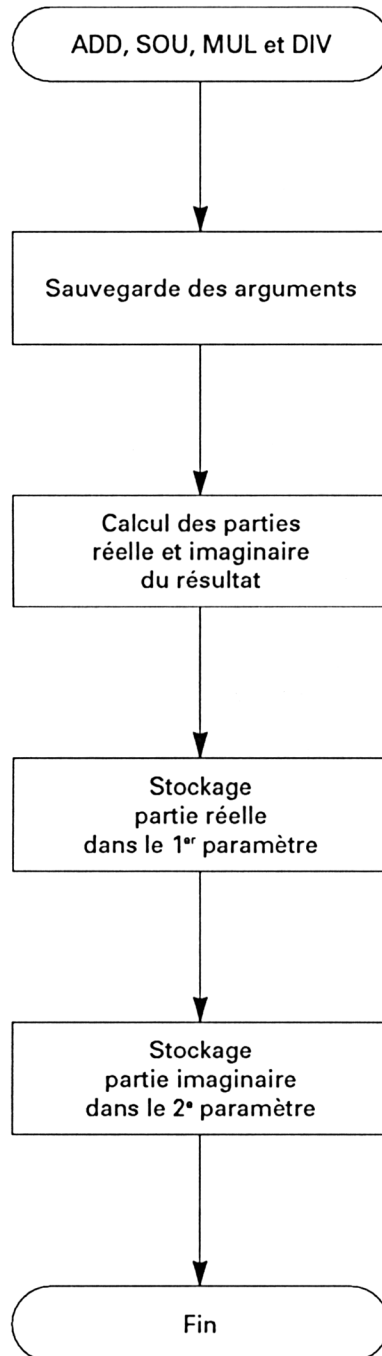 ADD, SOU, MUL et DIV
Sauvegarde des arguments
Calcul des parties
réelle et imaginaire
du résultat
Stockage
partie réelle
dans le 1er paramètre
Stockage
partie imaginaire
dans le 2e paramètre
Fin